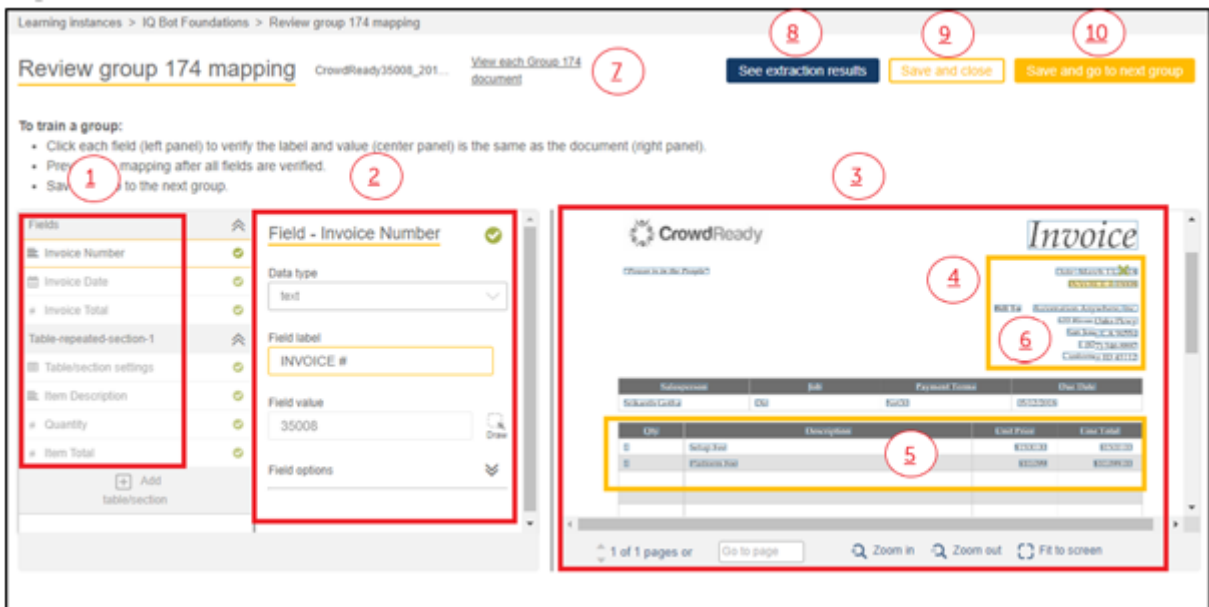 Learning instances > IQ Bot Foundations > Review group 174 mapping
8
9
10
Review group 174 mapping
CrowdReady35008_201...
View each Group 174
document
7
See extraction results
Save and close
Save and go to next group
To train a group:
Click each field (left panel) to verify the label and value (center panel) is the same as the document (right panel).
mapping after all fields are verified.
to the next group.
1
2
3
Fields
Invoice Number
Invoice Date
# Invoice Total
Table-repeated-section-1
Table/section settings
Item Description
# Quantity
# Item Total
Add
table/section
Field - Invoice Number
Data type
text
Field label
INVOICE #
Field value
35008
Draw
Field options
CrowdReady
Invoice
4
Bill To
6
Salesperson
Job
Payment Terms
Due Date
Qty
Description
Unit Price
Line Total
Setup Fee
Platform Fee
5
1 of 1 pages or
Go to page
Zoom in
Zoom out
Fit to screen